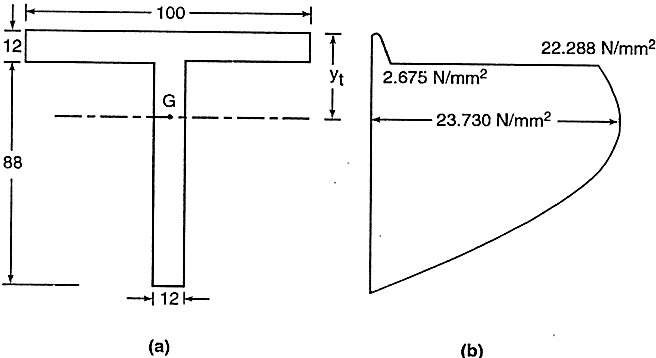 100
12
yt
G
88
12
(a)
22.288 N/mm²
2.675 N/mm²
23.730 N/mm²
(b)